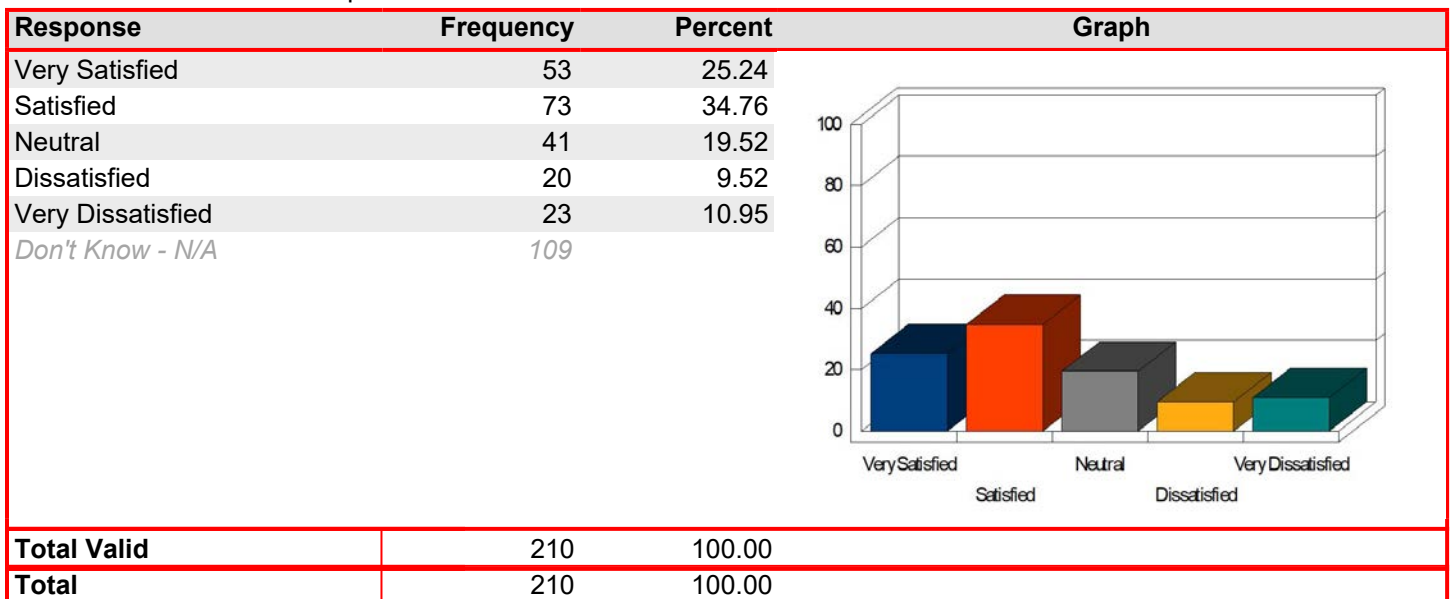 Response Frequency Percent Graph
Very Satisfied 53 25.24
Satisfied 73 34.76
Neutral 41 19.52
Dissatisfied 20 9.52
Very Dissatisfied 23 10.95
Don't Know - N/A 109
100
80
60
40
20
0
Very Satisfied Neutral Very Dissatisfied
Satisfied Dissatisfied
Total Valid 210 100.00
Total 210 100.00